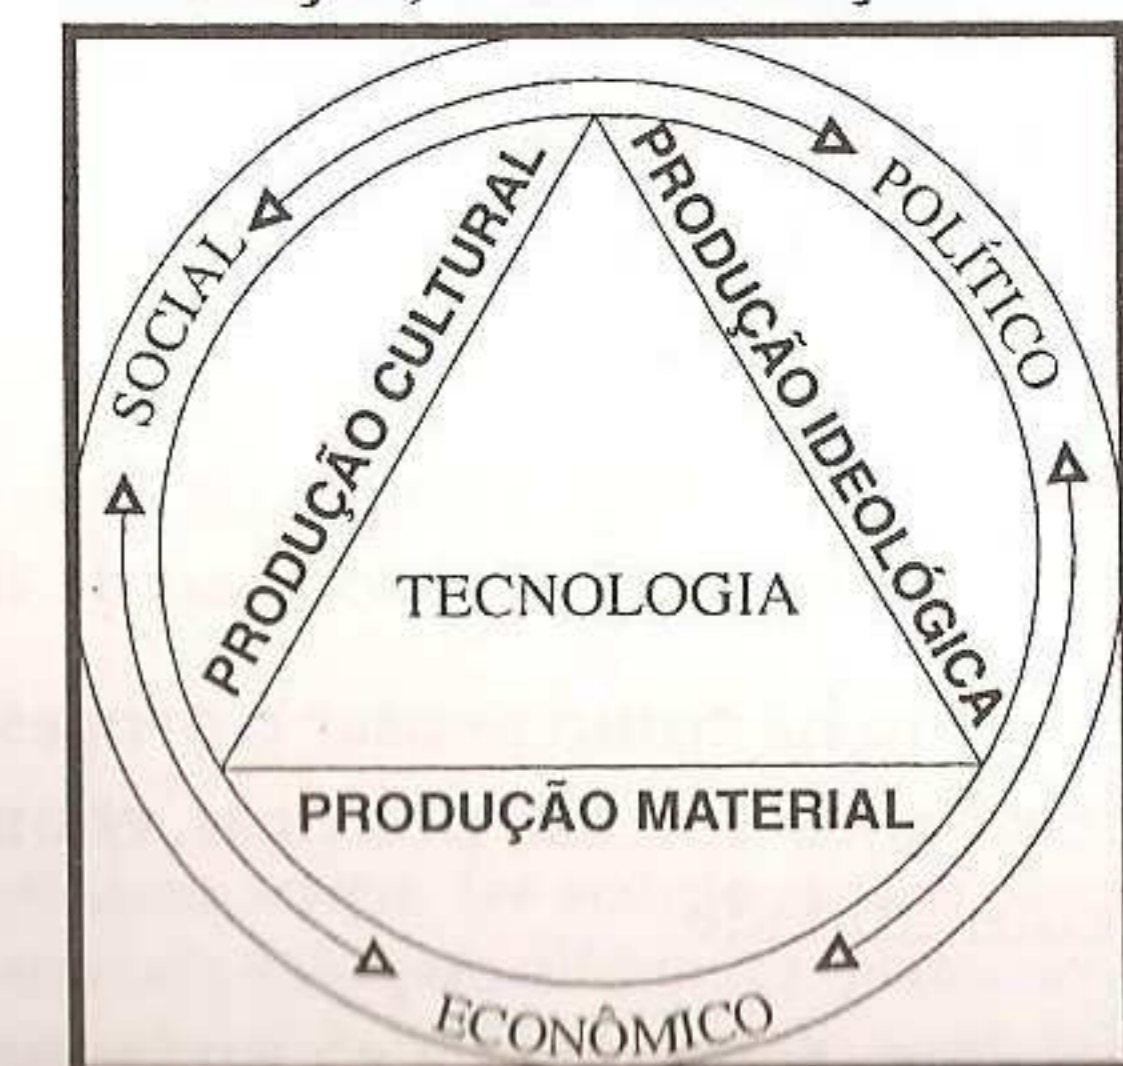 SOCIAL
POLÍTICO
PRODUÇÃO CULTURAL
PRODUÇÃO IDEOLÓGICA
TECNOLOGIA
PRODUÇÃO MATERIAL
ECONÔMICO